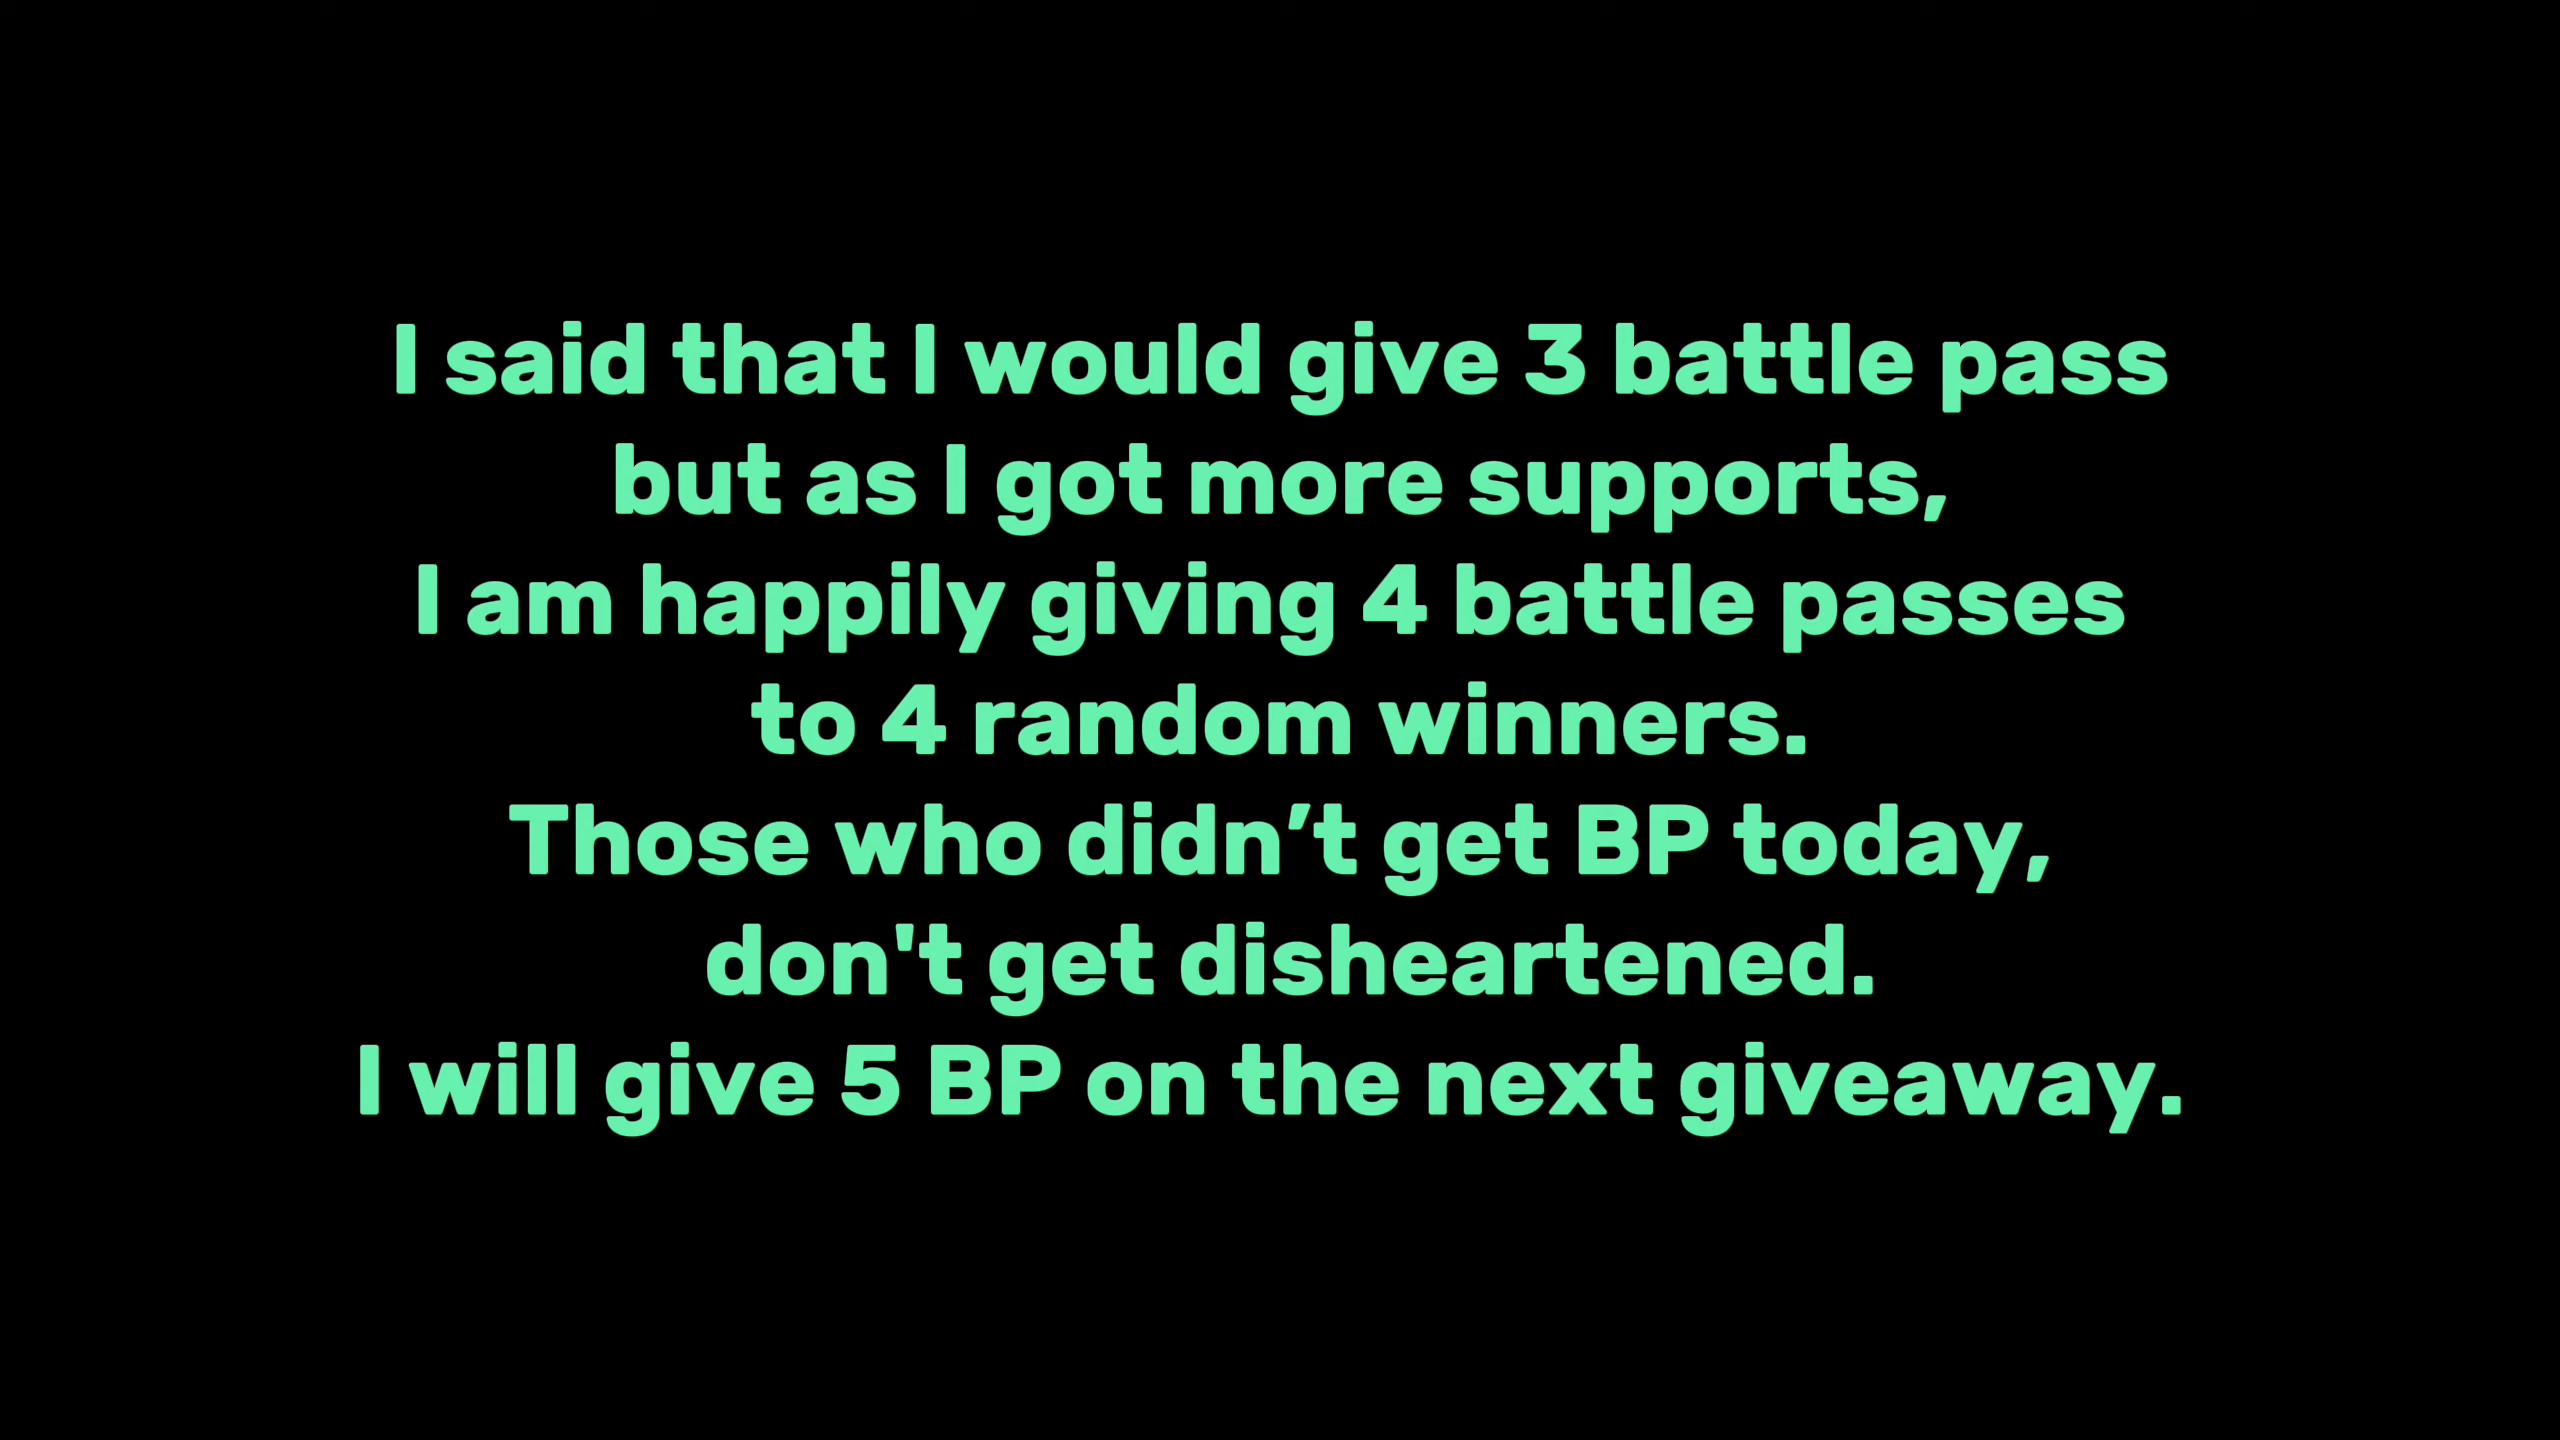 I said that I would give 3 battle pass
but as I got more supports,
I am happily giving 4 battle passes
to 4 random winners.
Those who didn’t get BP today,
don't get disheartened.
I will give 5 BP on the next giveaway.